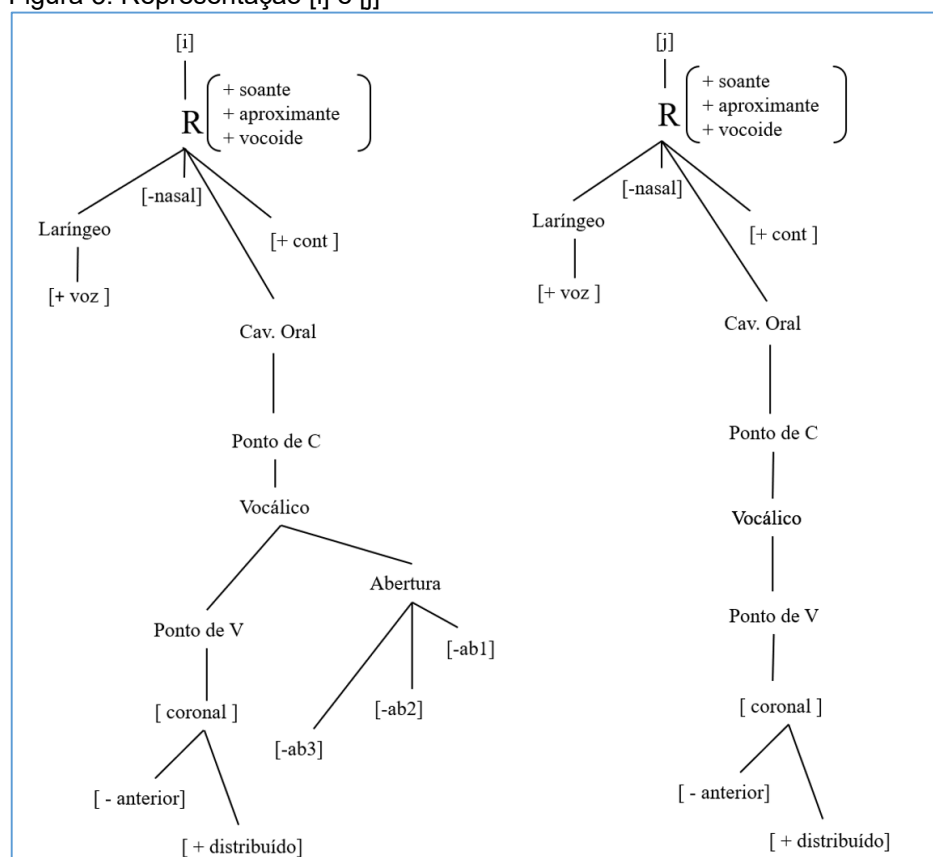 Figura 3. Representação [i] e [j]
[i]
R
+ soante
+ aproximante
+ vocoide
[-nasal]
Laríngeo
[+ cont ]
[+ voz ]
Cav. Oral
Ponto de C
Vocálico
Abertura
Ponto de V
[-ab1]
[ coronal ]
[-ab2]
[-ab3]
[ - anterior]
[ + distribuído]
[j]
R
+ soante
+ aproximante
+ vocoide
[-nasal]
Laríngeo
[+ cont ]
[+ voz ]
Cav. Oral
Ponto de C
Vocálico
Ponto de V
[ coronal ]
[ - anterior]
[ + distribuído]